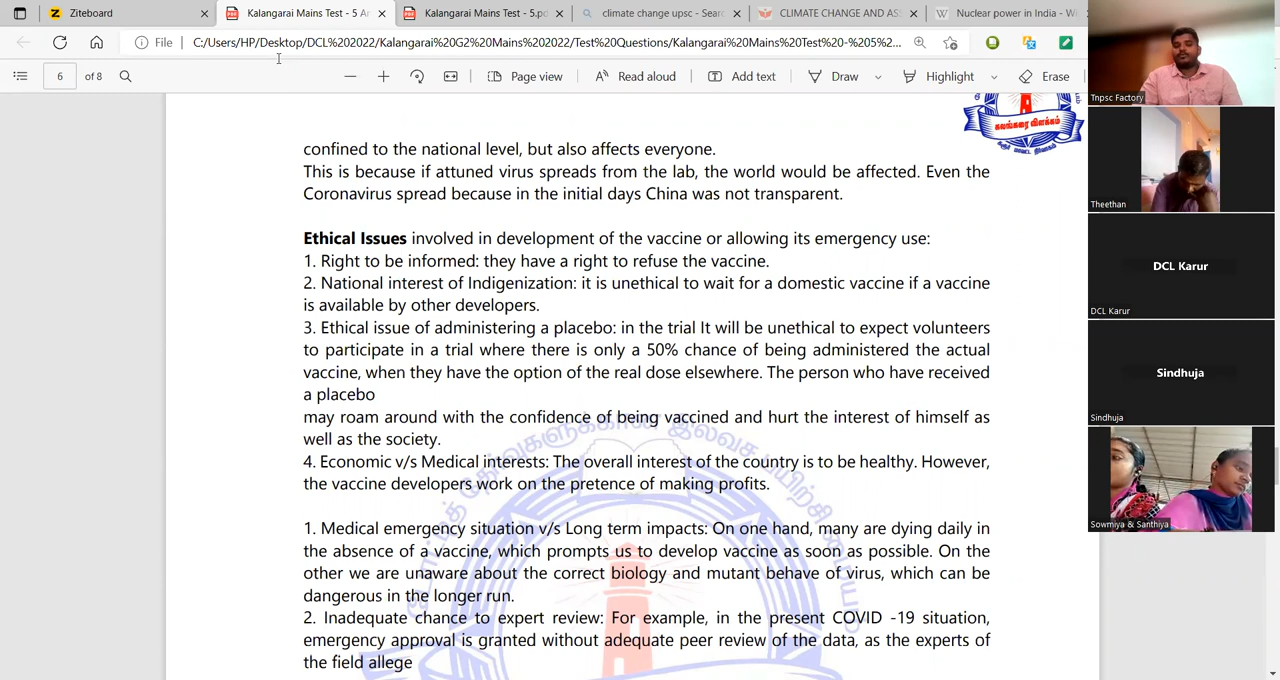 Ziteboard
Kalangarai Mains Test - 5 Ar
Kalangarai Mains Test - 5.pd
climate change upsc - Sear
CLIMATE CHANGE AND ASS
Nuclear power in India - Wi
File
C:/Users/HP/Desktop/DCL%202022/Kalangarai%20G2%20Mains%202022/Test%20Questions/Kalangarai%20Mains%20Test%20-%205%2...
6 of 8
Page view
Read aloud
Add text
Draw
Highlight
Erase
கலங்கரை விளக்கம்
confined to the national level, but also affects everyone.
This is because if attuned virus spreads from the lab, the world would be affected. Even the
Coronavirus spread because in the initial days China was not transparent.
Ethical Issues involved in development of the vaccine or allowing its emergency use:
1. Right to be informed: they have a right to refuse the vaccine.
2. National interest of Indigenization: it is unethical to wait for a domestic vaccine if a vaccine
is available by other developers.
3. Ethical issue of administering a placebo: in the trial It will be unethical to expect volunteers
to participate in a trial where there is only a 50% chance of being administered the actual
vaccine, when they have the option of the real dose elsewhere. The person who have received
a placebo
may roam around with the confidence of being vaccined and hurt the interest of himself as
well as the society.
4. Economic v/s Medical interests: The overall interest of the country is to be healthy. However,
the vaccine developers work on the pretence of making profits.
1. Medical emergency situation v/s Long term impacts: On one hand, many are dying daily in
the absence of a vaccine, which prompts us to develop vaccine as soon as possible. On the
other we are unaware about the correct biology and mutant behave of virus, which can be
dangerous in the longer run.
2. Inadequate chance to expert review: For example, in the present COVID -19 situation,
emergency approval is granted without adequate peer review of the data, as the experts of
the field allege
Tnpsc Factory
Theethan
DCL Karur
DCL Karur
Sindhuja
Sindhuja
Sowmiya & Santhiya